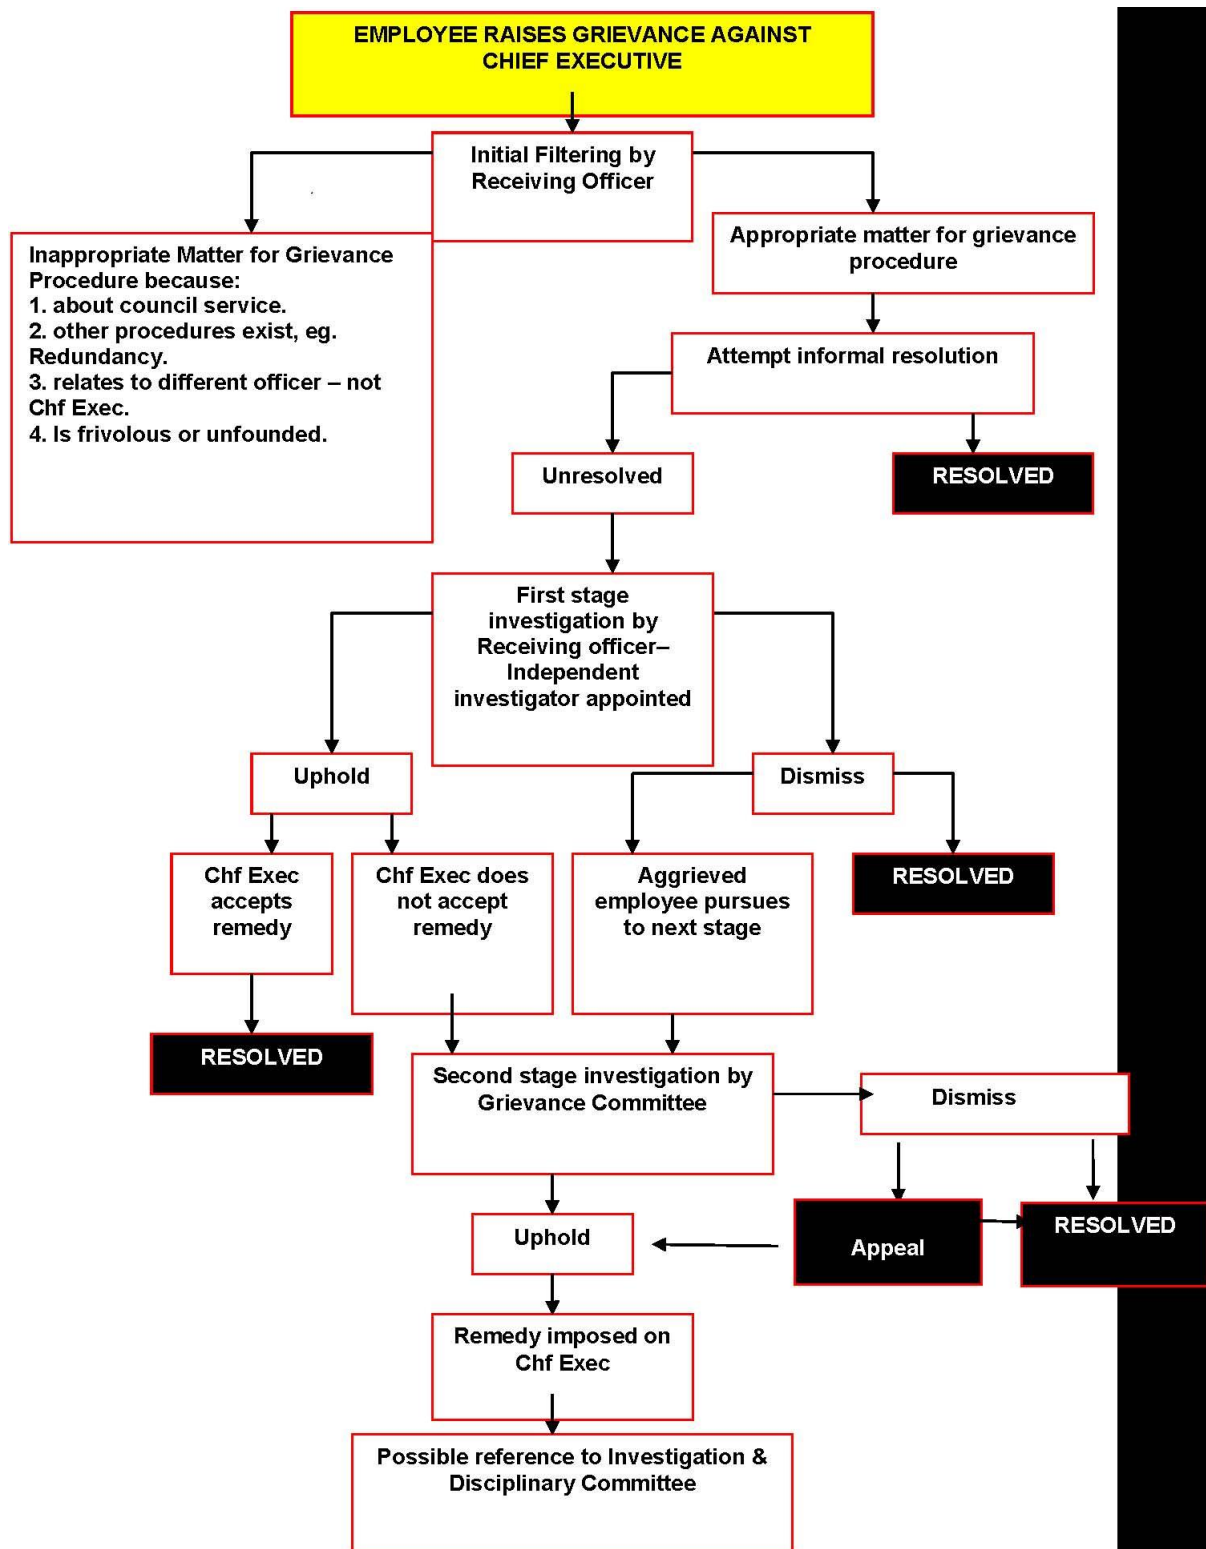 EMPLOYEE RAISES GRIEVANCE AGAINST
CHIEF EXECUTIVE
Initial Filtering by
Receiving Officer
Inappropriate Matter for Grievance
Procedure because:
1. about council service.
2. other procedures exist, eg.
Redundancy.
3. relates to different officer – not
Chf Exec.
4. Is frivolous or unfounded.
Appropriate matter for grievance
procedure
Attempt informal resolution
Unresolved
RESOLVED
First stage
investigation by
Receiving officer–
Independent
investigator appointed
Uphold
Dismiss
Chf Exec
accepts
remedy
Chf Exec does
not accept
remedy
Aggrieved
employee pursues
to next stage
RESOLVED
RESOLVED
Second stage investigation by
Grievance Committee
Dismiss
Uphold
Appeal
RESOLVED
Remedy imposed on
Chf Exec
Possible reference to Investigation &
Disciplinary Committee